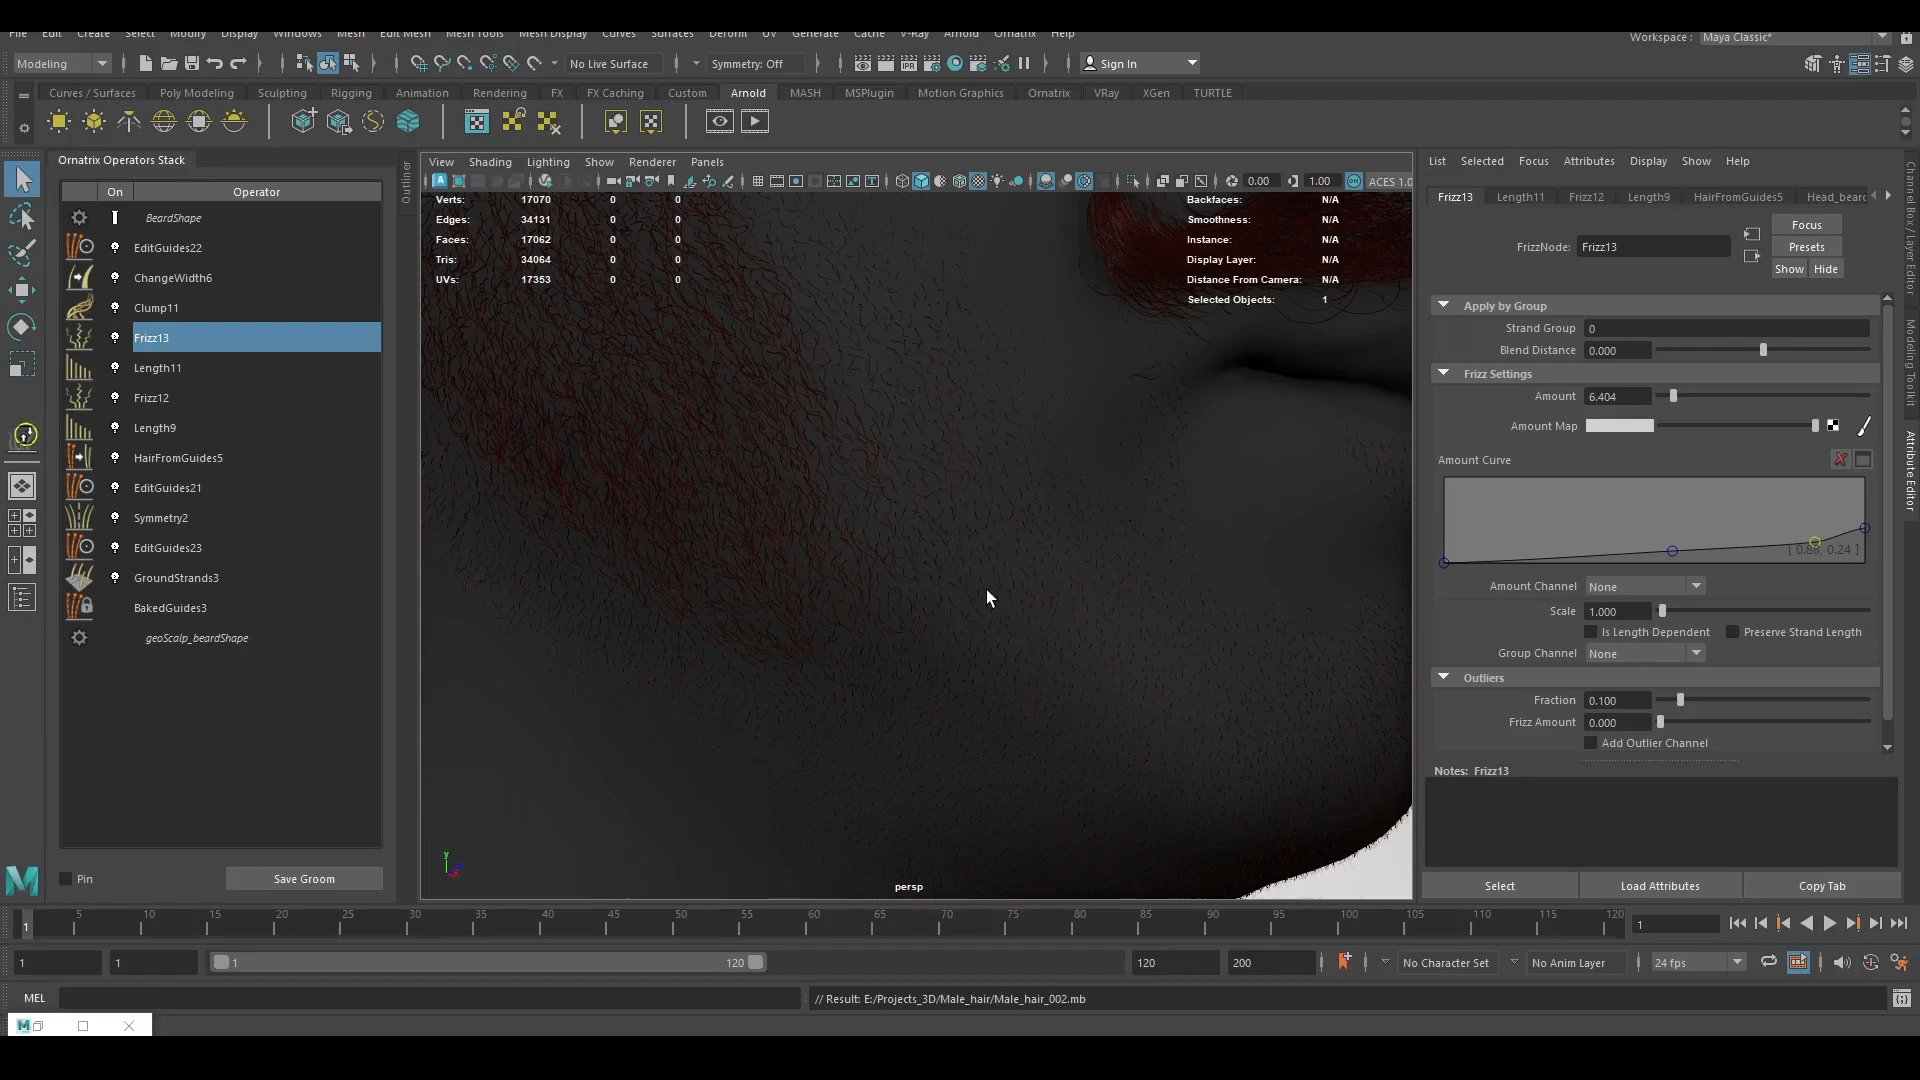 File Edit Create Select Modify Display Windows Mesh Edit Mesh Mesh Tools Mesh Display Curves Surfaces Deform UV Generate Cache V-Ray Arnold Ornatrix Help
Workspace : Maya Classic*
Modeling No Live Surface Symmetry: Off IPR Sign In
Curves / Surfaces Poly Modeling Sculpting Rigging Animation Rendering FX FX Caching Custom Arnold MASH MSPlugin Motion Graphics Ornatrix VRay XGen TURTLE
Ornatrix Operators Stack
On Operator
BeardShape
EditGuides22
ChangeWidth6
Clump11
Frizz13
Length11
Frizz12
Length9
HairFromGuides5
EditGuides21
Symmetry2
EditGuides23
GroundStrands3
BakedGuides3
geoScalp_beardShape
Pin Save Groom
Outliner
View Shading Lighting Show Renderer Panels
0.00 1.00 ACES 1.0
Verts: 17070 0 0
Edges: 34131 0 0
Faces: 17062 0 0
Tris: 34064 0 0
UVs: 17353 0 0
Backfaces: N/A
Smoothness: N/A
Instance: N/A
Display Layer: N/A
Distance From Camera: N/A
Selected Objects: 1
y
persp
List Selected Focus Attributes Display Show Help
Frizz13 Length11 Frizz12 Length9 HairFromGuides5 Head_bearc
FrizzNode: Frizz13
Focus
Presets
Show Hide
Apply by Group
Strand Group 0
Blend Distance 0.000
Frizz Settings
Amount 6.404
Amount Map
Amount Curve
Amount Channel None
Scale 1.000
Is Length Dependent Preserve Strand Length
Group Channel None
Outliers
Fraction 0.100
Frizz Amount 0.000
Add Outlier Channel
Notes: Frizz13
Select Load Attributes Copy Tab
Channel Box / Layer Editor
Modeling Toolkit
Attribute Editor
1 5 10 15 20 25 30 35 40 45 50 55 60 65 70 75 80 85 90 95 100 105 110 115 120 1
1 1 1 120 120 200 No Character Set No Anim Layer 24 fps
MEL // Result: E:/Projects_3D/Male_hair/Male_hair_002.mb